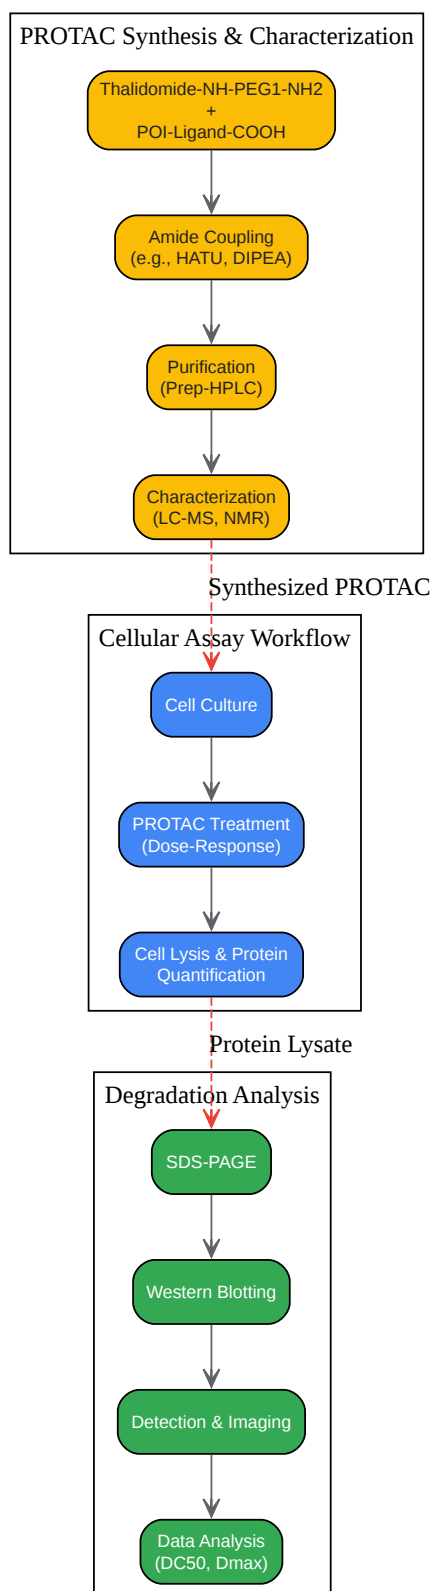 PROTAC Synthesis & Characterization
Thalidomide-NH-PEG1-NH2
+
POI-Ligand-COOH
Amide Coupling
(e.g., HATU, DIPEA)
Purification
(Prep-HPLC)
Characterization
(LC-MS, NMR)
Synthesized PROTAC
Cellular Assay Workflow
Cell Culture
PROTAC Treatment
(Dose-Response)
Cell Lysis & Protein
Quantification
Protein Lysate
Degradation Analysis
SDS-PAGE
Western Blotting
Detection & Imaging
Data Analysis
(DC50, Dmax)